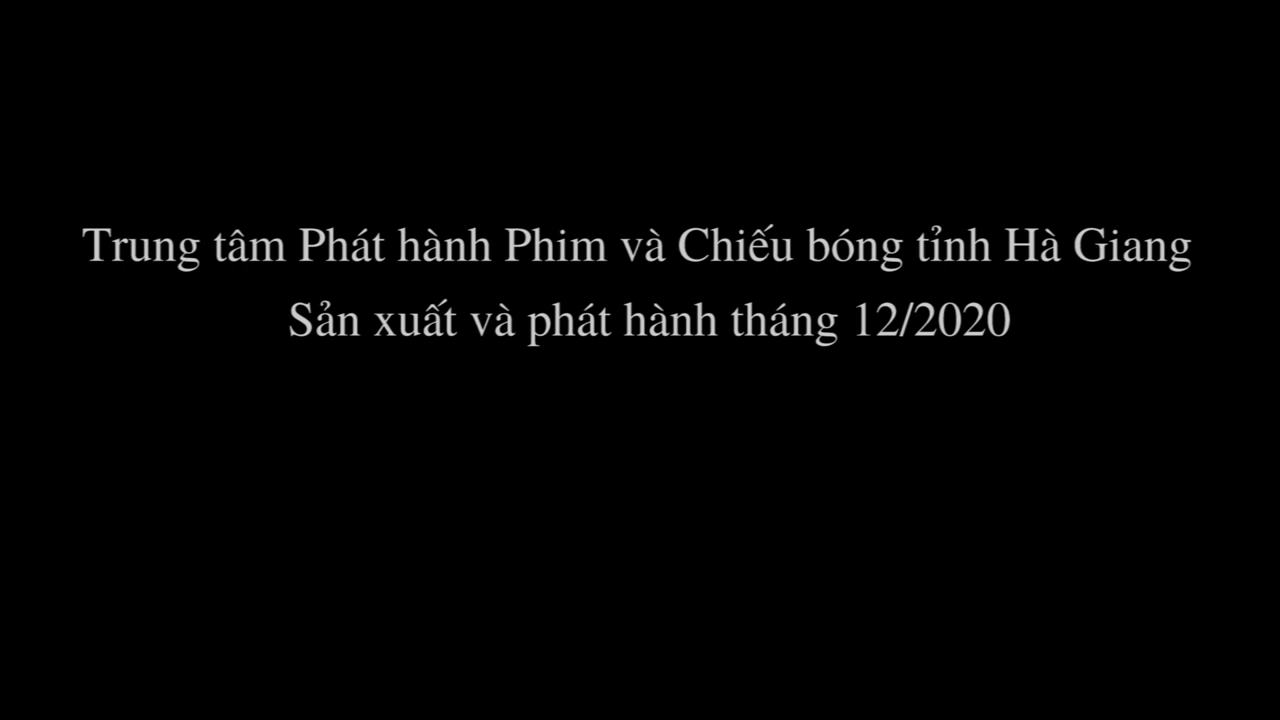 Trung tâm Phát hành Phim và Chiếu bóng tỉnh Hà Giang
Sản xuất và phát hành tháng 12/2020